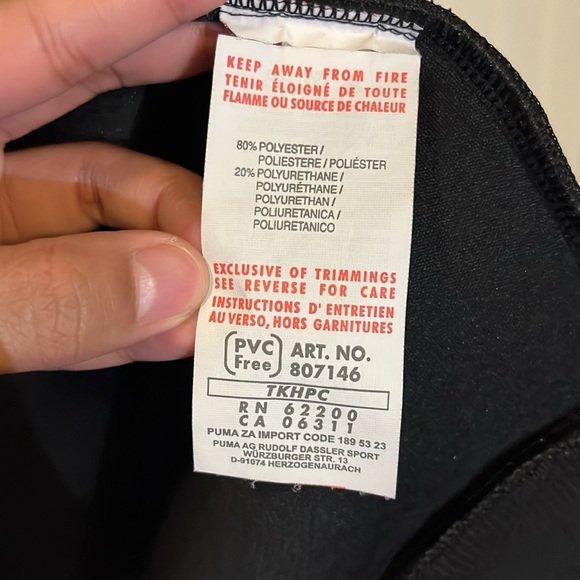 KEEP AWAY FROM FIRE
TENIR ÉLOIGNÉ DE TOUTE
FLAMME OU SOURCE DE CHALEUR
80% POLYESTER /
POLIESTERE / POLIÉSTER
20% POLYURETHANE /
POLYURÉTHANE /
POLYURETHAN /
POLIURETANICA /
POLIURETANICO
EXCLUSIVE OF TRIMMINGS
SEE REVERSE FOR CARE
INSTRUCTIONS D'ENTRETIEN
AU VERSO, HORS GARNITURES
PVC Free ART. NO.
807146
TKHPC
RN 62200
CA 06311
PUMA ZA IMPORT CODE 189 53 23
PUMA AG RUDOLF DASSLER SPORT
WÜRZBURGER STR. 13
D-91074 HERZOGENAURACH